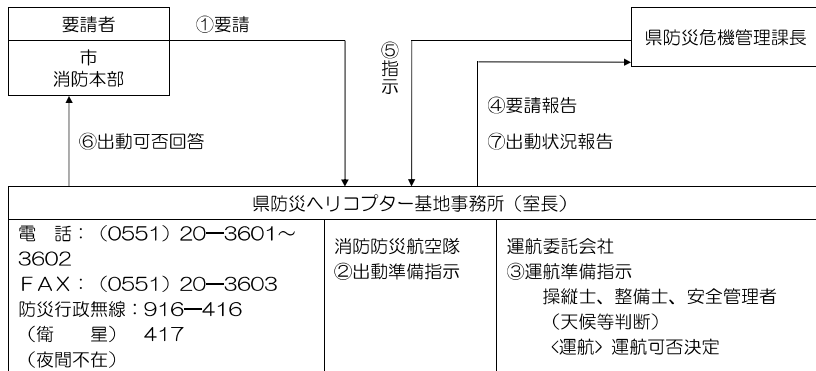 要請者
市
消防本部
①要請
⑤指示
県防災危機管理課長
④要請報告
⑦出動状況報告
⑥出動可否回答
県防災ヘリコプター基地事務所（室長）
電　話：（0551）20―3601～
3602
ＦＡＸ：（0551）20―3603
防災行政無線：916―416
（衛　　星）　417
（夜間不在）
消防防災航空隊
②出動準備指示
運航委託会社
③運航準備指示
操縦士、整備士、安全管理者
（天候等判断）
<運航> 運航可否決定